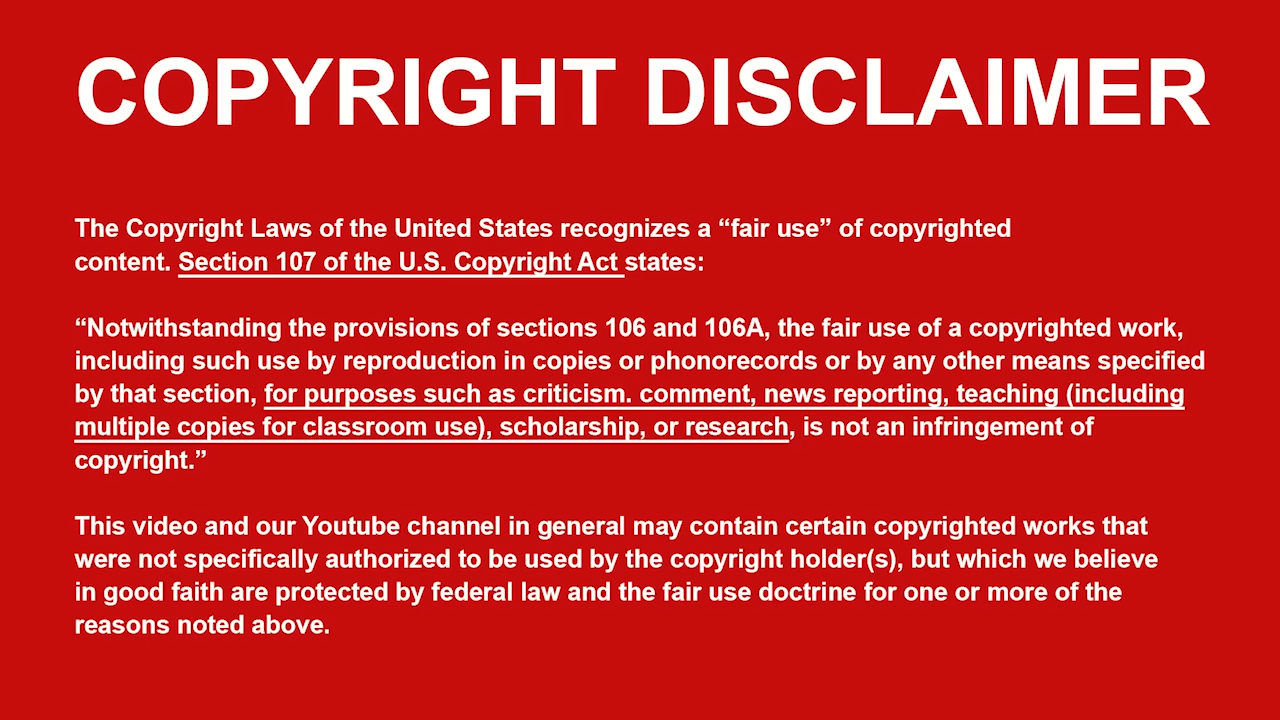 COPYRIGHT DISCLAIMER
The Copyright Laws of the United States recognizes a “fair use” of copyrighted
content. Section 107 of the U.S. Copyright Act states:
“Notwithstanding the provisions of sections 106 and 106A, the fair use of a copyrighted work,
including such use by reproduction in copies or phonorecords or by any other means specified
by that section, for purposes such as criticism. comment, news reporting, teaching (including
multiple copies for classroom use), scholarship, or research, is not an infringement of
copyright.”
This video and our Youtube channel in general may contain certain copyrighted works that
were not specifically authorized to be used by the copyright holder(s), but which we believe
in good faith are protected by federal law and the fair use doctrine for one or more of the
reasons noted above.